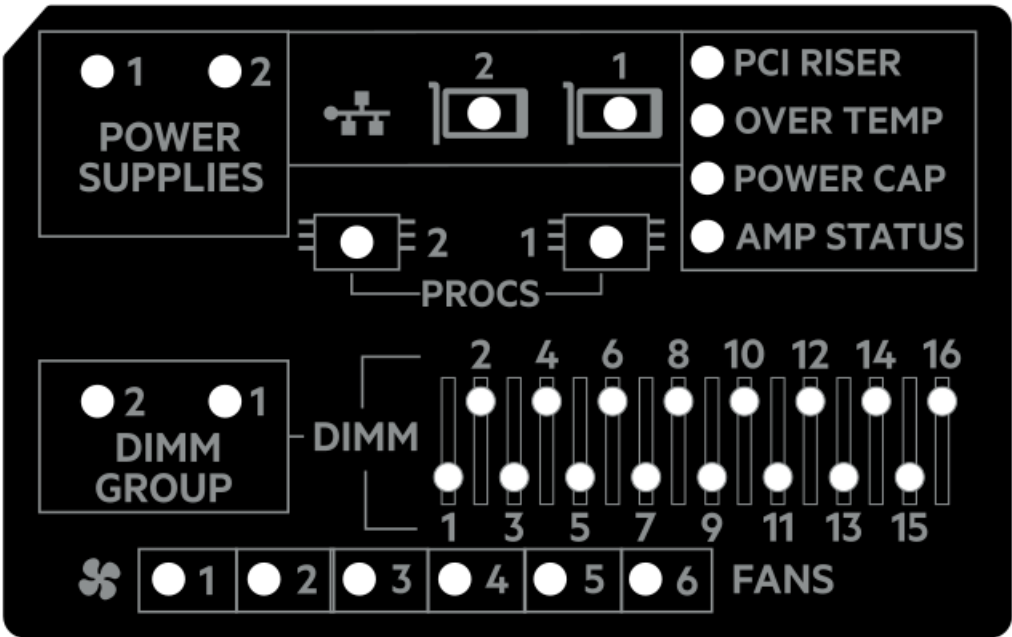 1 2
POWER
SUPPLIES
2 1
PCI RISER
OVER TEMP
POWER CAP
AMP STATUS
2 1
PROCS
2 1
DIMM
GROUP
DIMM
2 4 6 8 10 12 14 16
1 3 5 7 9 11 13 15
1 2 3 4 5 6 FANS